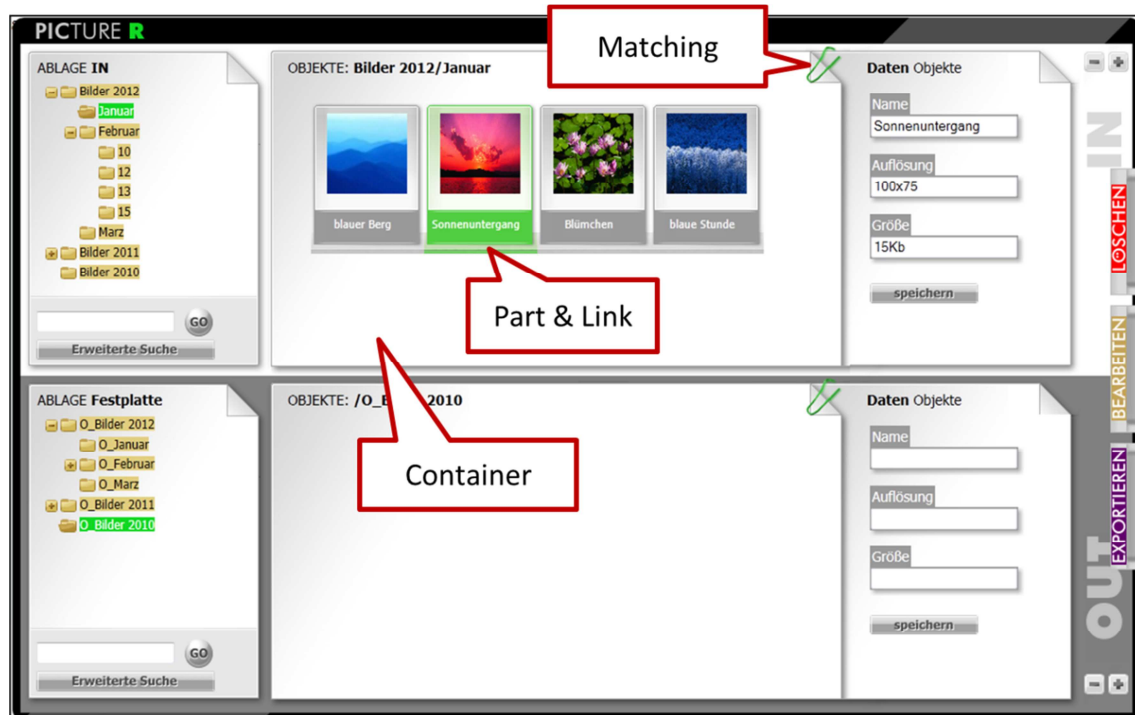 PICTURE R
Matching
ABLAGE IN
Bilder 2012
Januar
Februar
10
12
13
15
Marz
Bilder 2011
Bilder 2010
GO
Erweiterte Suche
OBJEKTE: Bilder 2012/Januar
blauer Berg
Sonnenuntergang
Blümchen
blaue Stunde
Part & Link
Container
Daten Objekte
Name
Sonnenuntergang
Auflösung
100x75
Größe
15Kb
speichern
IN
LÖSCHEN
BEARBEITEN
EXPORTIEREN
OUT
ABLAGE Festplatte
O_Bilder 2012
O_Januar
O_Februar
O_Marz
O_Bilder 2011
O_Bilder 2010
GO
Erweiterte Suche
OBJEKTE: /O_B 2010
Daten Objekte
Name
Auflösung
Größe
speichern